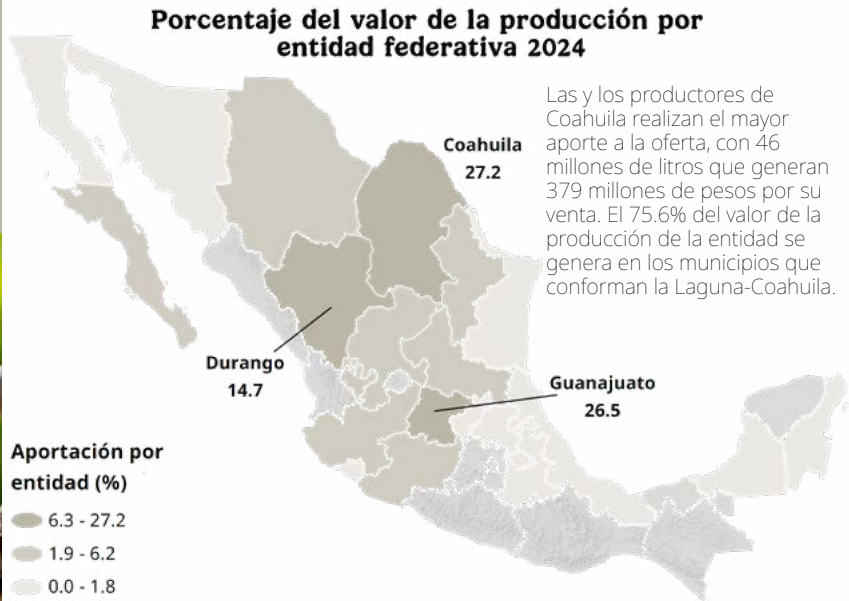 Porcentaje del valor de la producción por
entidad federativa 2024
Las y los productores de
Coahuila realizan el mayor
aporte a la oferta, con 46
millones de litros que generan
379 millones de pesos por su
venta. El 75.6% del valor de la
producción de la entidad se
genera en los municipios que
conforman la Laguna-Coahuila.
Coahuila
27.2
Durango
14.7
Guanajuato
26.5
Aportación por
entidad (%)
6.3 - 27.2
1.9 - 6.2
0.0 - 1.8